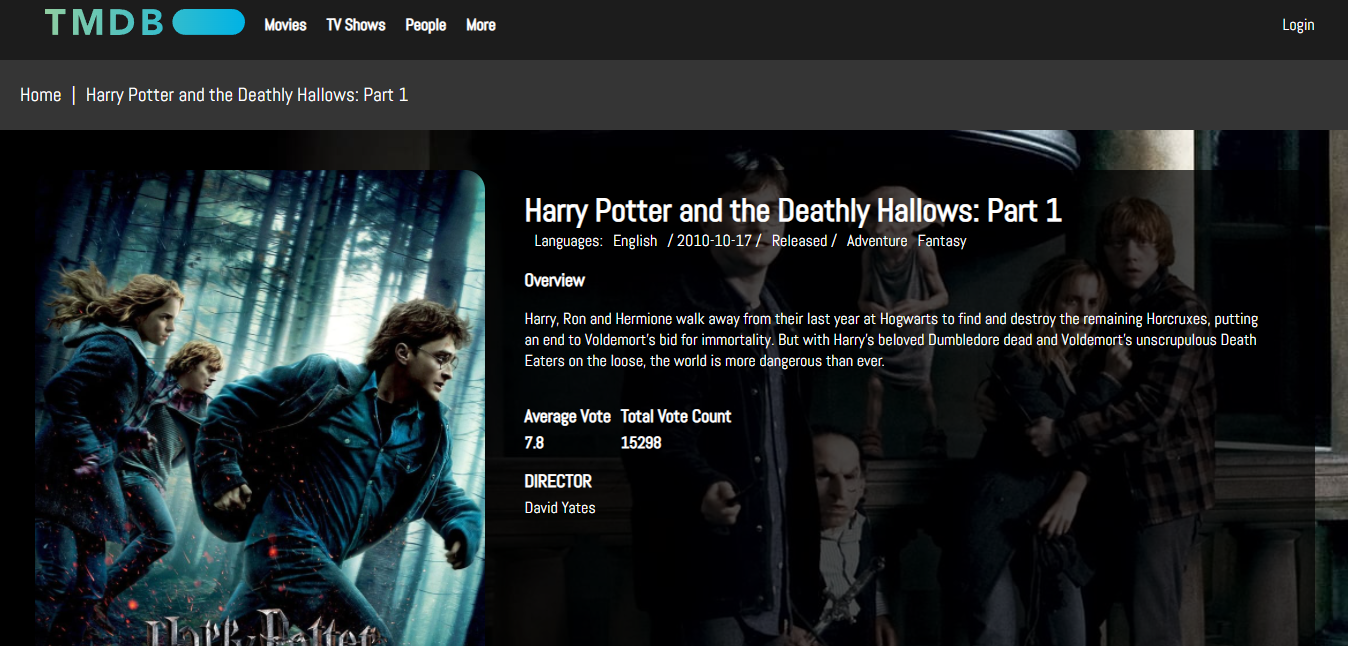 TMDB Movies TV Shows People More Login
Home | Harry Potter and the Deathly Hallows: Part 1
Harry Potter and the Deathly Hallows: Part 1
Languages: English / 2010-10-17 / Released / Adventure Fantasy
Overview
Harry, Ron and Hermione walk away from their last year at Hogwarts to find and destroy the remaining Horcruxes, putting
an end to Voldemort's bid for immortality. But with Harry's beloved Dumbledore dead and Voldemort's unscrupulous Death
Eaters on the loose, the world is more dangerous than ever.
Average Vote Total Vote Count
7.8 15298
DIRECTOR
David Yates
Harry Potter